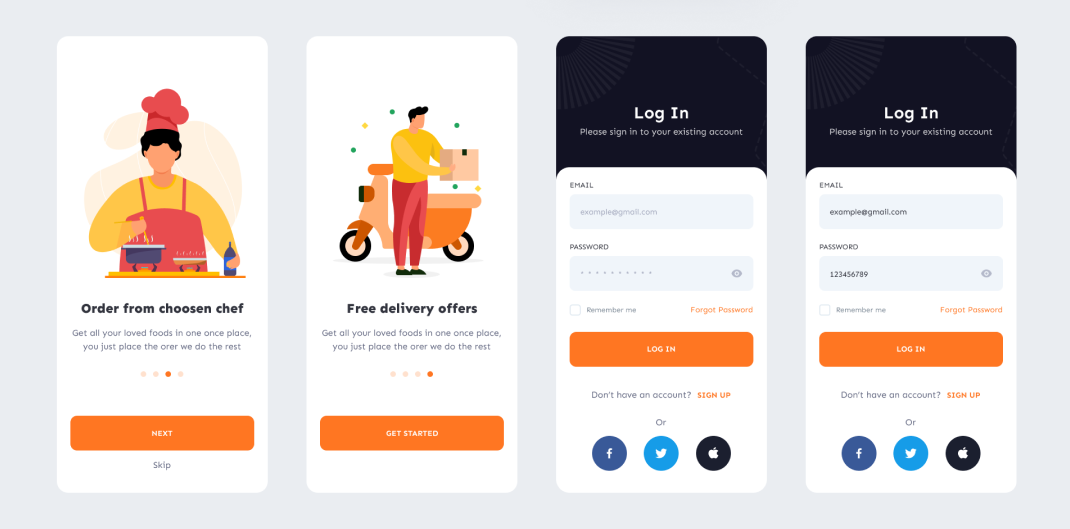 Order from choosen chef
Get all your loved foods in one once place,
you just place the orer we do the rest
NEXT
Skip
Free delivery offers
Get all your loved foods in one once place,
you just place the orer we do the rest
GET STARTED
Log In
Please sign in to your existing account
EMAIL
example@gmail.com
PASSWORD
Remember me
Forgot Password
LOG IN
Don't have an account? SIGN UP
Or
Log In
Please sign in to your existing account
EMAIL
example@gmail.com
PASSWORD
123456789
Remember me
Forgot Password
LOG IN
Don't have an account? SIGN UP
Or